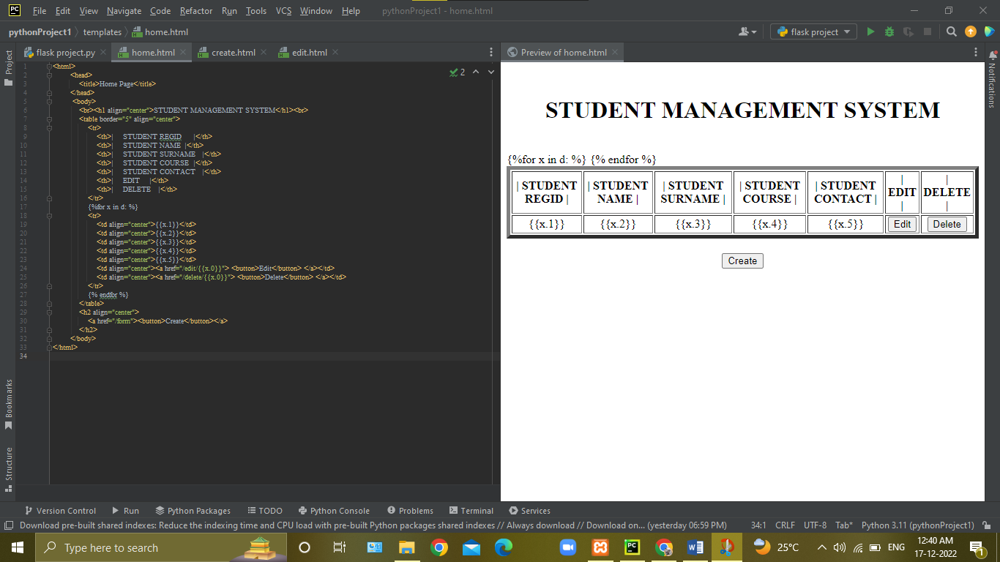 PC File Edit View Navigate Code Refactor Run Tools VCS Window Help pythonProject1 - home.html
pythonProject1 templates home.html flask project
flask project.py home.html create.html edit.html
Preview of home.html
Project
Notifications
2
1 <html>
2 <head>
3 <title>Home Page</title>
4 </head>
5 <body>
6 <br><h1 align="center">STUDENT MANAGEMENT SYSTEM</h1><br>
7 <table border="5" align="center">
8 <tr>
9 <th>| STUDENT REGID |</th>
10 <th>| STUDENT NAME |</th>
11 <th>| STUDENT SURNAME |</th>
12 <th>| STUDENT COURSE |</th>
13 <th>| STUDENT CONTACT |</th>
14 <th>| EDIT |</th>
15 <th>| DELETE |</th>
16 </tr>
17 {%for x in d: %}
18 <tr>
19 <td align="center">{{x.1}}</td>
20 <td align="center">{{x.2}}</td>
21 <td align="center">{{x.3}}</td>
22 <td align="center">{{x.4}}</td>
23 <td align="center">{{x.5}}</td>
24 <td align="center"><a href="/edit/{{x.0}}"> <button>Edit</button> </a></td>
25 <td align="center"><a href="/delete/{{x.0}}"> <button>Delete</button> </a></td>
26 </tr>
27 {% endfor %}
28 </table>
29 <h2 align="center">
30 <a href="/form"><button>Create</button></a>
31 </h2>
32 </body>
33 </html>
34
STUDENT MANAGEMENT SYSTEM
{%for x in d: %} {% endfor %}
| STUDENT REGID | | STUDENT NAME | | STUDENT SURNAME | | STUDENT COURSE | | STUDENT CONTACT | | EDIT | | DELETE |
{{x.1}} {{x.2}} {{x.3}} {{x.4}} {{x.5}} Edit Delete
Create
Bookmarks
Structure
Version Control Run Python Packages TODO Python Console Problems Terminal Services
Download pre-built shared indexes: Reduce the indexing time and CPU load with pre-built Python packages shared indexes // Always download // Download on... (yesterday 06:59 PM) 34:1 CRLF UTF-8 Tab* Python 3.11 (pythonProject1)
Type here to search 25°C ENG 12:40 AM
17-12-2022
1